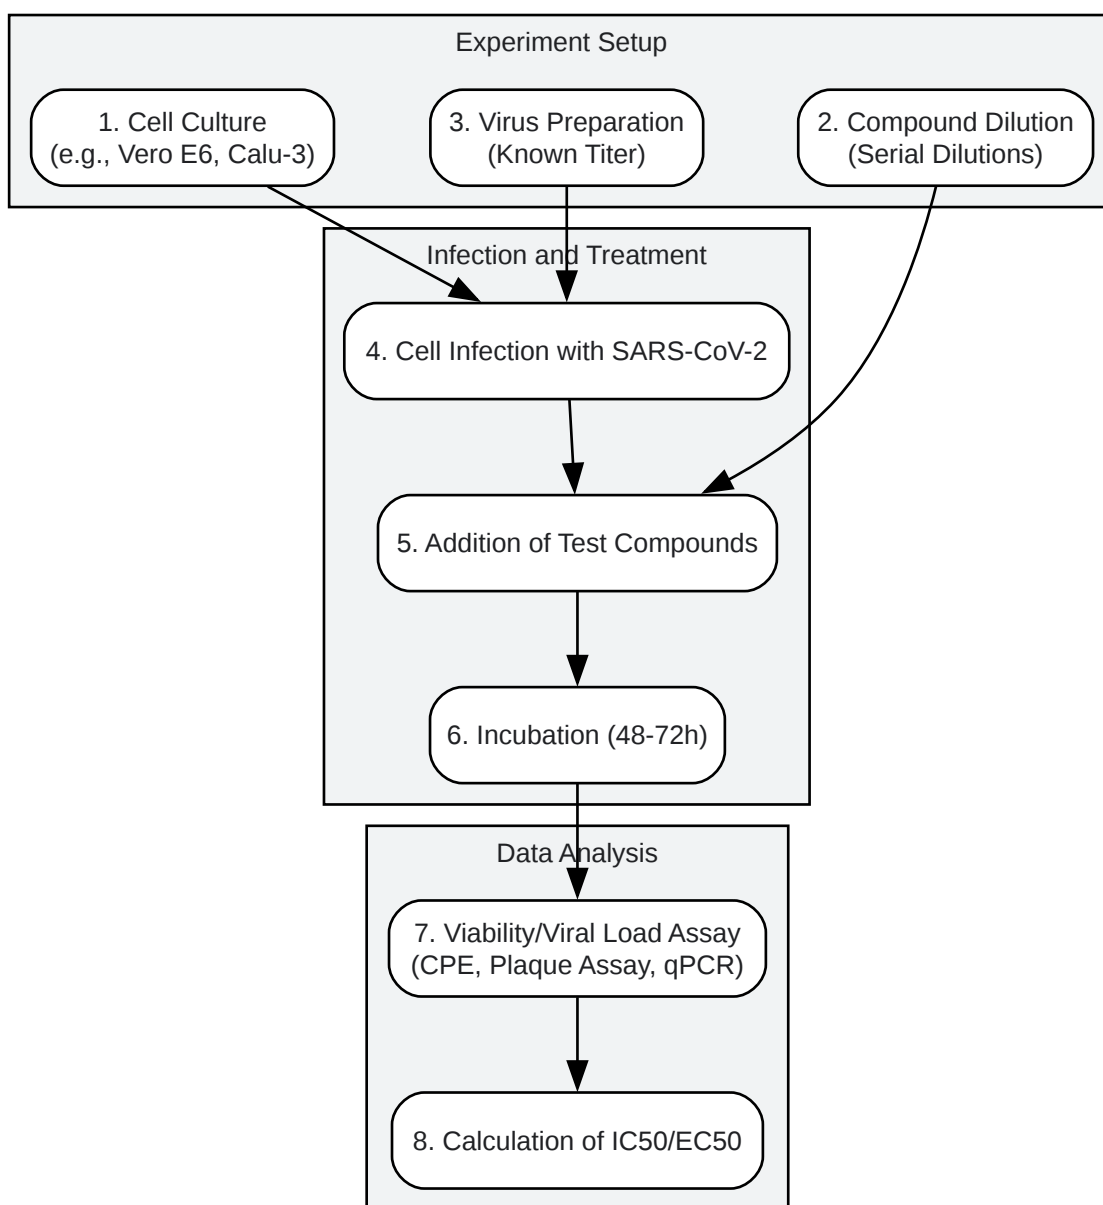 Experiment Setup
1. Cell Culture
(e.g., Vero E6, Calu-3)
3. Virus Preparation
(Known Titer)
2. Compound Dilution
(Serial Dilutions)
Infection and Treatment
4. Cell Infection with SARS-CoV-2
5. Addition of Test Compounds
6. Incubation (48-72h)
Data Analysis
7. Viability/Viral Load Assay
(CPE, Plaque Assay, qPCR)
8. Calculation of IC50/EC50